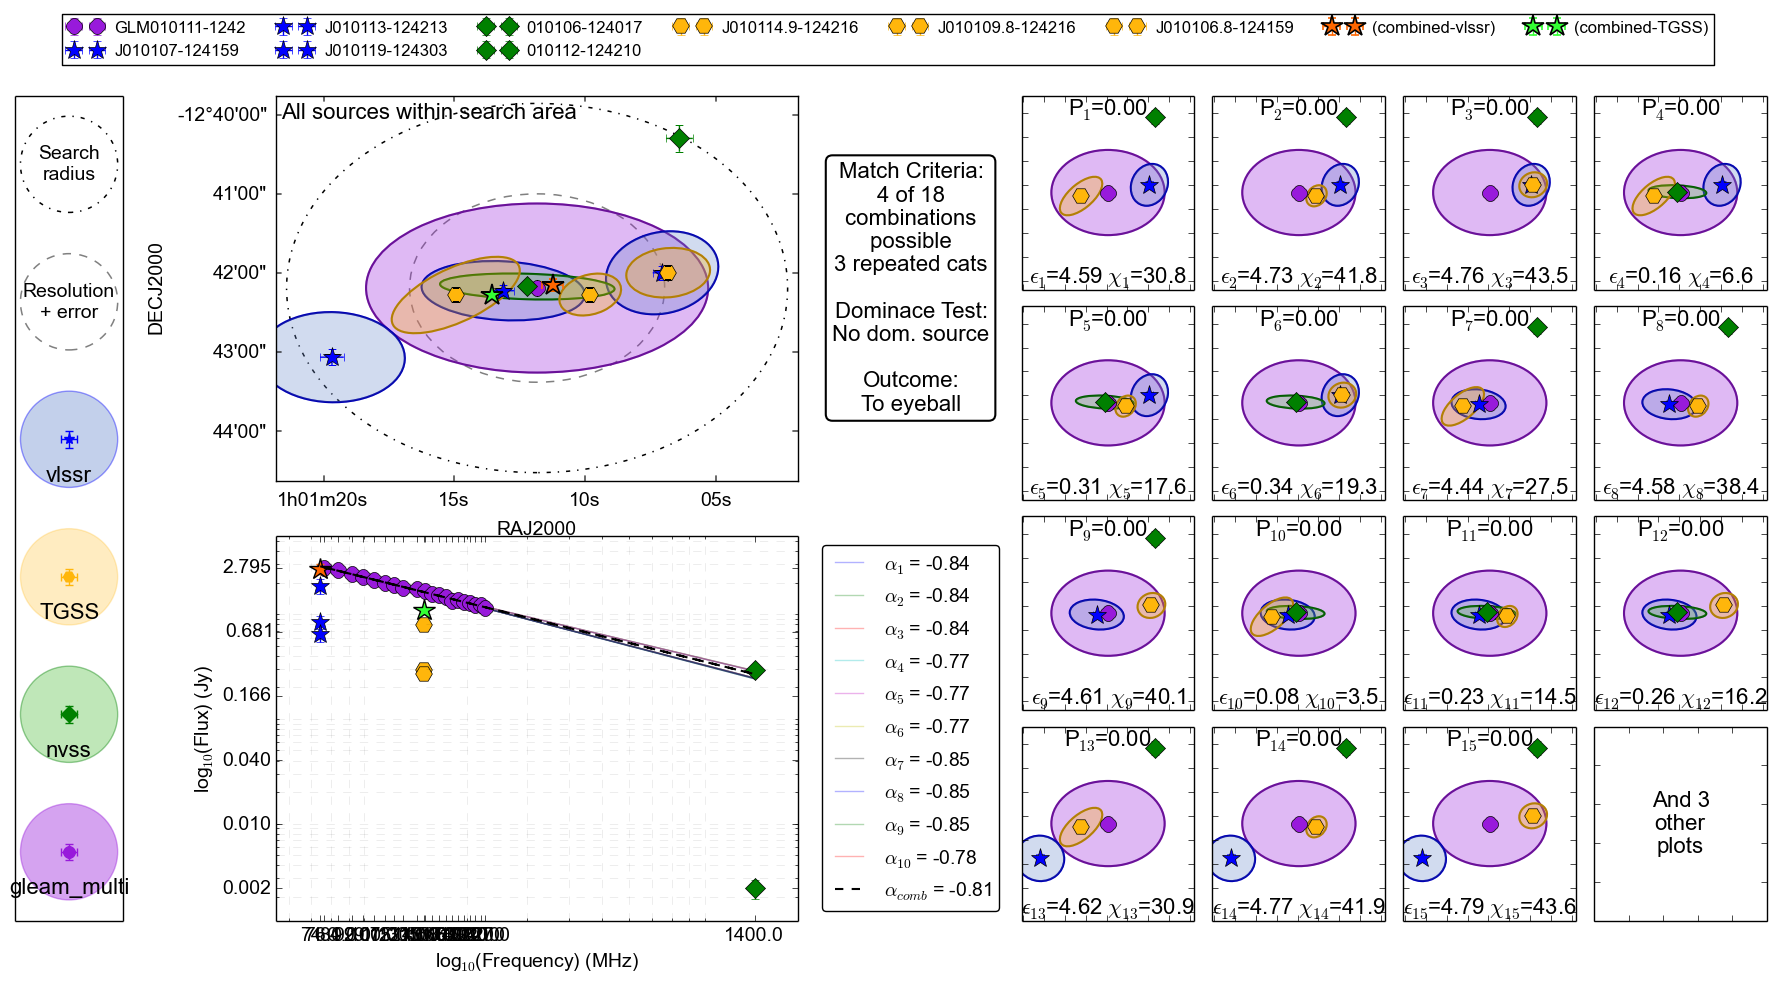 GLM010111-1242
J010113-124213
010106-124017
J010114.9-124216
J010109.8-124216
J010106.8-124159
(combined-vlssr)
(combined-TGSS)
J010107-124159
J010119-124303
010112-124210
Search
radius
Resolution
+ error
vlssr
TGSS
nvss
gleam_multi
All sources within search area
DECJ2000
-12°40'00"
41'00"
42'00"
43'00"
44'00"
1h01m20s
15s
10s
05s
RAJ2000
Match Criteria:
4 of 18
combinations
possible
3 repeated cats
Dominace Test:
No dom. source
Outcome:
To eyeball
log₁₀(Flux) (Jy)
2.795
0.681
0.166
0.040
0.010
0.002
1400.0
log₁₀(Frequency) (MHz)
α₁ = -0.84
α₂ = -0.84
α₃ = -0.84
α₄ = -0.77
α₅ = -0.77
α₆ = -0.77
α₇ = -0.85
α₈ = -0.85
α₉ = -0.85
α₁₀ = -0.78
α_comb = -0.81
P₁=0.00
ϵ₁=4.59 χ₁=30.8
P₂=0.00
ϵ₂=4.73 χ₂=41.8
P₃=0.00
ϵ₃=4.76 χ₃=43.5
P₄=0.00
ϵ₄=0.16 χ₄=6.6
P₅=0.00
ϵ₅=0.31 χ₅=17.6
P₆=0.00
ϵ₆=0.34 χ₆=19.3
P₇=0.00
ϵ₇=4.44 χ₇=27.5
P₈=0.00
ϵ₈=4.58 χ₈=38.4
P₉=0.00
ϵ₉=4.61 χ₉=40.1
P₁₀=0.00
ϵ₁₀=0.08 χ₁₀=3.5
P₁₁=0.00
ϵ₁₁=0.23 χ₁₁=14.5
P₁₂=0.00
ϵ₁₂=0.26 χ₁₂=16.2
P₁₃=0.00
ϵ₁₃=4.62 χ₁₃=30.9
P₁₄=0.00
ϵ₁₄=4.77 χ₁₄=41.9
P₁₅=0.00
ϵ₁₅=4.79 χ₁₅=43.6
And 3
other
plots